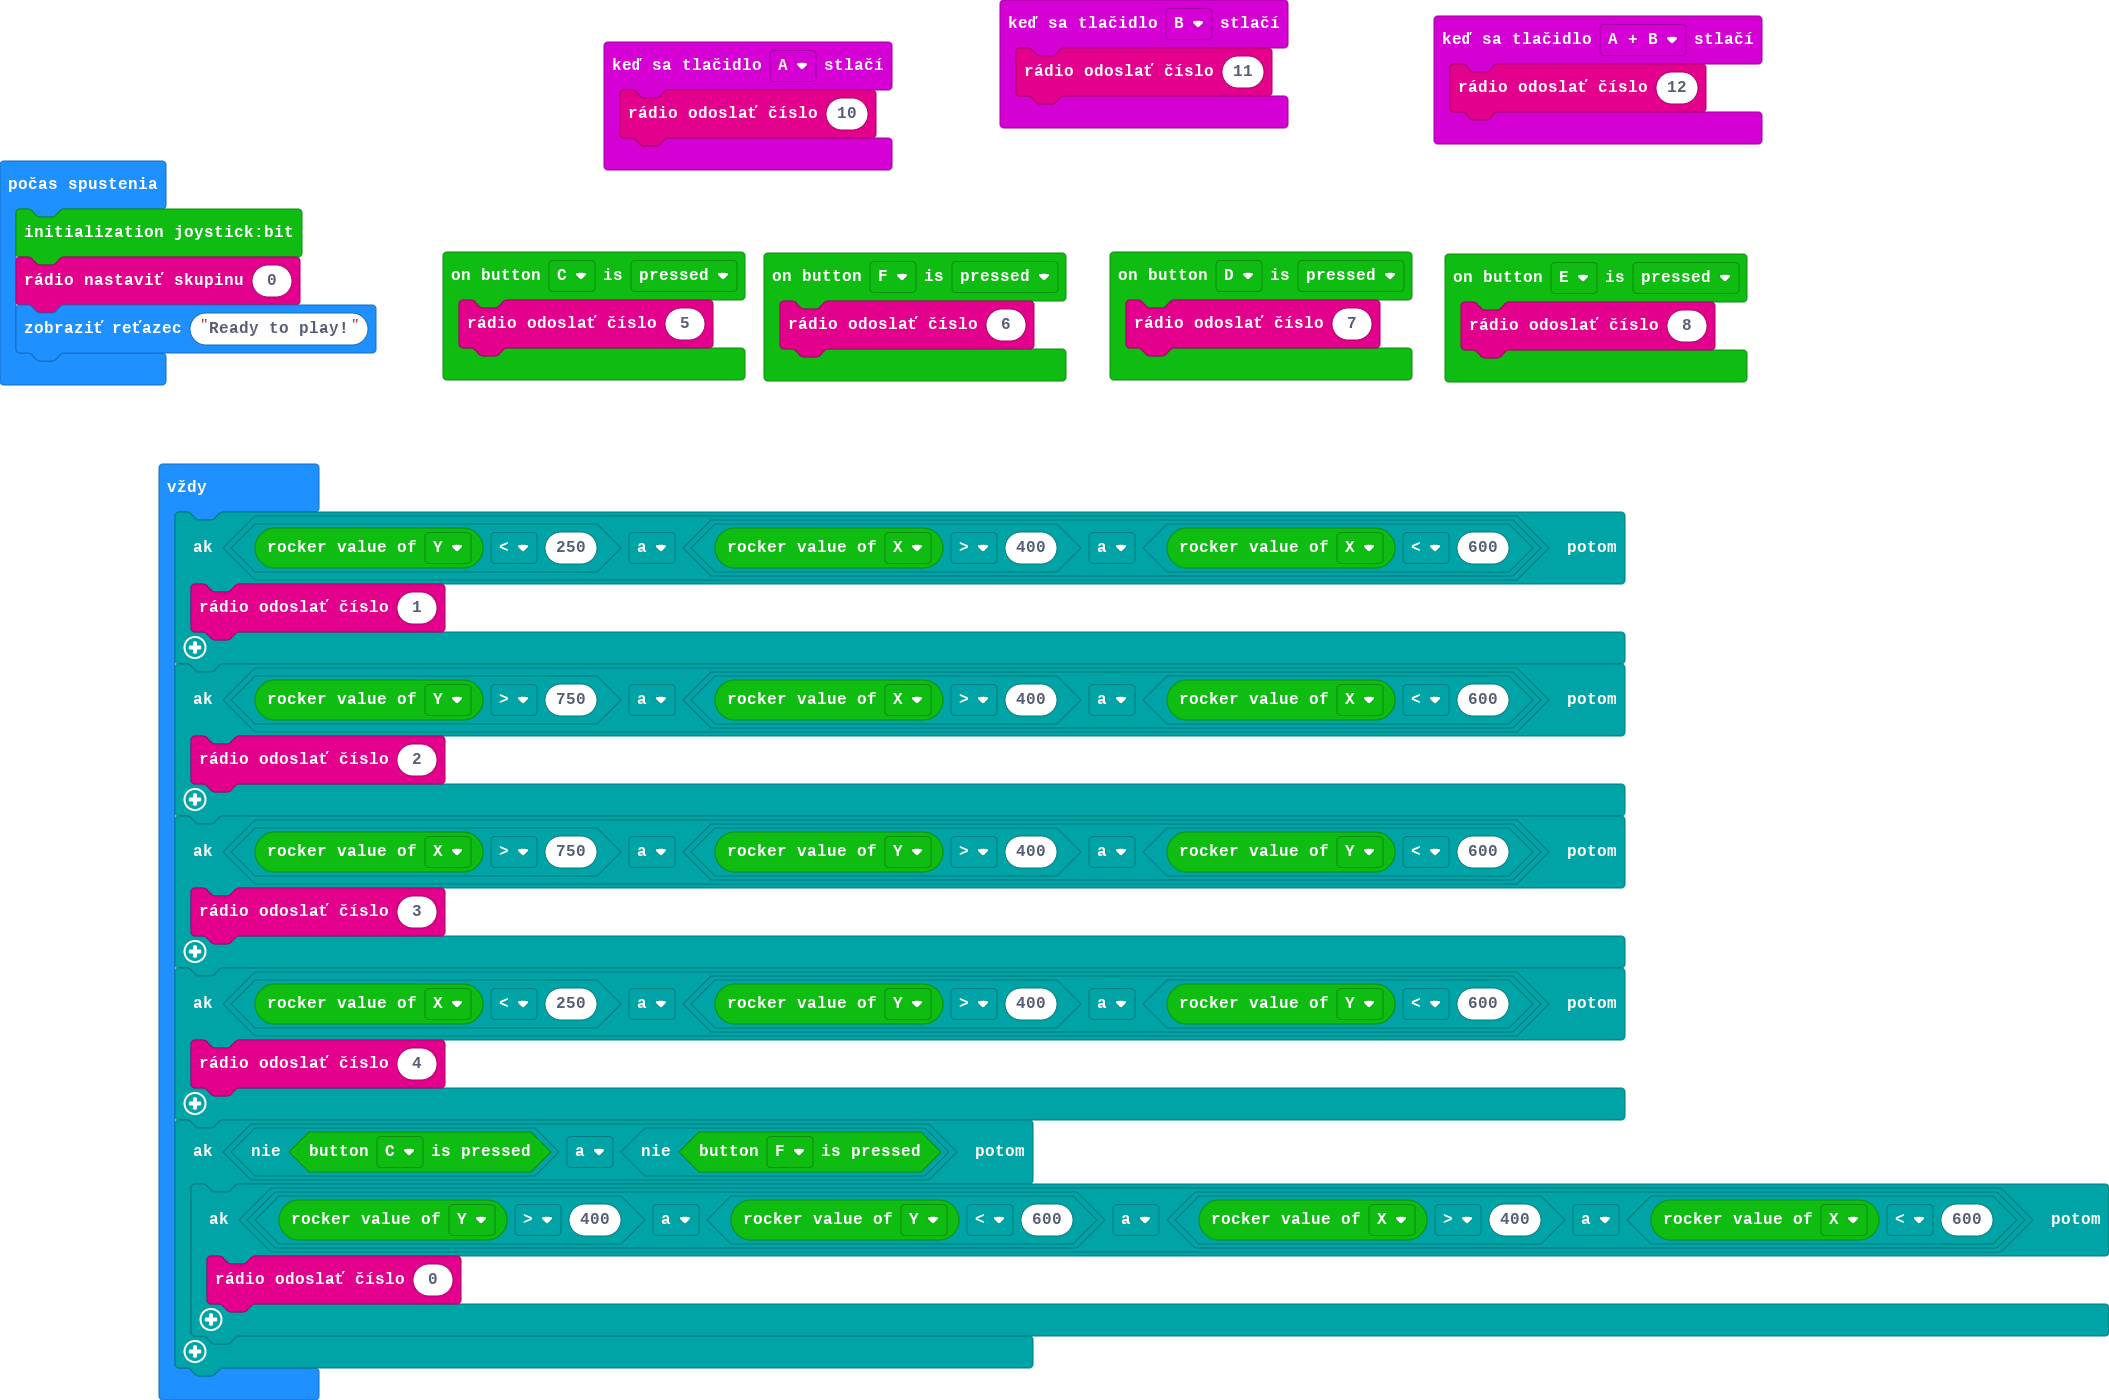 keď sa tlačidlo A stlačí
rádio odoslať číslo 10
keď sa tlačidlo B stlačí
rádio odoslať číslo 11
keď sa tlačidlo A + B stlačí
rádio odoslať číslo 12
počas spustenia
initialization joystick:bit
rádio nastaviť skupinu 0
zobraziť reťazec "Ready to play!"
on button C is pressed
rádio odoslať číslo 5
on button F is pressed
rádio odoslať číslo 6
on button D is pressed
rádio odoslať číslo 7
on button E is pressed
rádio odoslať číslo 8
vždy
ak rocker value of Y < 250 a rocker value of X > 400 a rocker value of X < 600 potom
rádio odoslať číslo 1
ak rocker value of Y > 750 a rocker value of X > 400 a rocker value of X < 600 potom
rádio odoslať číslo 2
ak rocker value of X > 750 a rocker value of Y > 400 a rocker value of Y < 600 potom
rádio odoslať číslo 3
ak rocker value of X < 250 a rocker value of Y > 400 a rocker value of Y < 600 potom
rádio odoslať číslo 4
ak nie button C is pressed a nie button F is pressed potom
ak rocker value of Y > 400 a rocker value of Y < 600 a rocker value of X > 400 a rocker value of X < 600 potom
rádio odoslať číslo 0